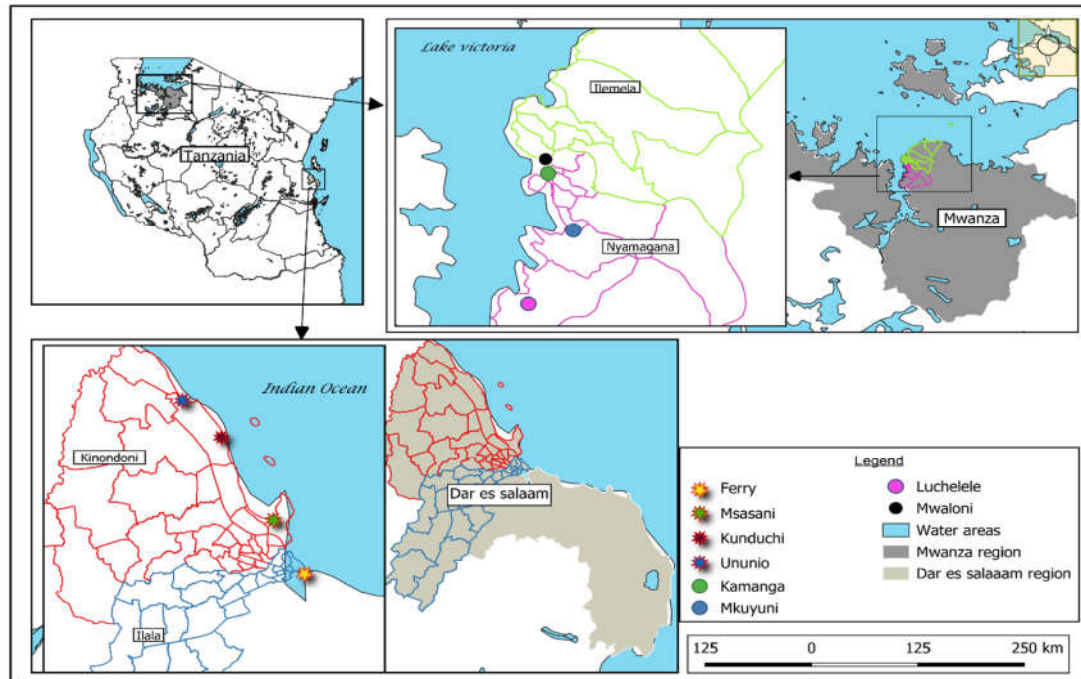 Tanzania
Lake victoria
Ilemela
Nyamagana
Mwanza
Indian Ocean
Kinondoni
Ilala
Dar es salaam
Legend
Ferry
Msasani
Kunduchi
Ununio
Kamanga
Mkuyuni
Luchelele
Mwaloni
Water areas
Mwanza region
Dar es salaaam region
125 0 125 250 km